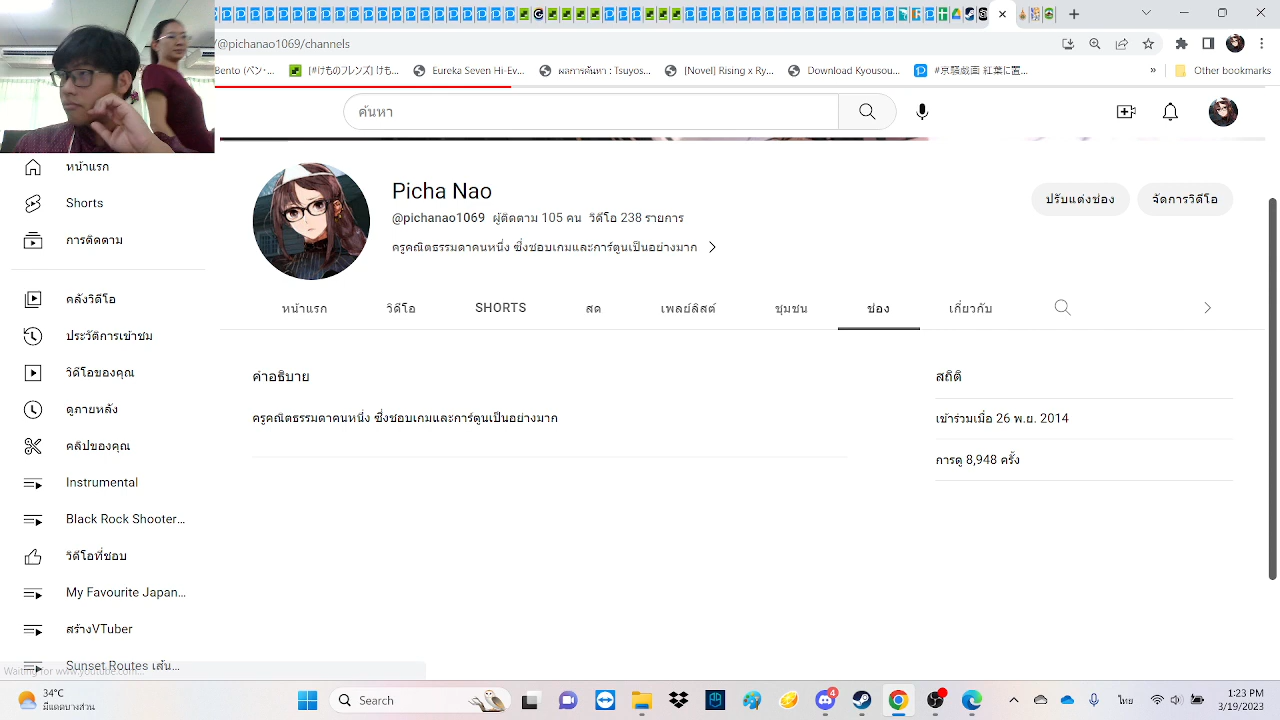 /@pichanao1069/channels
Bento (ペン-
[#けものフレンズ] けも
การค้นหา
Download Kyoukou...
#京騒戯画 紅葉に置...
»
Other bookmarks
ค้นหา
หน้าแรก
Shorts
การติดตาม
คลังวิดีโอ
ประวัติการเข้าชม
วิดีโอของคุณ
ดูภายหลัง
คลิปของคุณ
Instrumental
Black Rock Shooter...
วิดีโอที่ชอบ
My Favourite Japan...
สร้างVTuber
Sunset Routes เส้น...
Picha Nao
@pichanao1069 ผู้ติดตาม 105 คน วิดีโอ 238 รายการ
ครูคณิตธรรมดาคนหนึ่ง ซึ่งชอบเกมและการ์ตูนเป็นอย่างมาก
ปรับแต่งช่อง
จัดการวิดีโอ
หน้าแรก วิดีโอ SHORTS สด เพลย์ลิสต์ ชุมชน ช่อง เกี่ยวกับ
คำอธิบาย
ครูคณิตธรรมดาคนหนึ่ง ซึ่งชอบเกมและการ์ตูนเป็นอย่างมาก
สถิติ
เข้าร่วมเมื่อ 26 พ.ย. 2014
การดู 8,948 ครั้ง
Waiting for www.youtube.com...
34°C
มีแดดบางส่วน
Search
4
ไทย
1:23 PM
3/19/2023